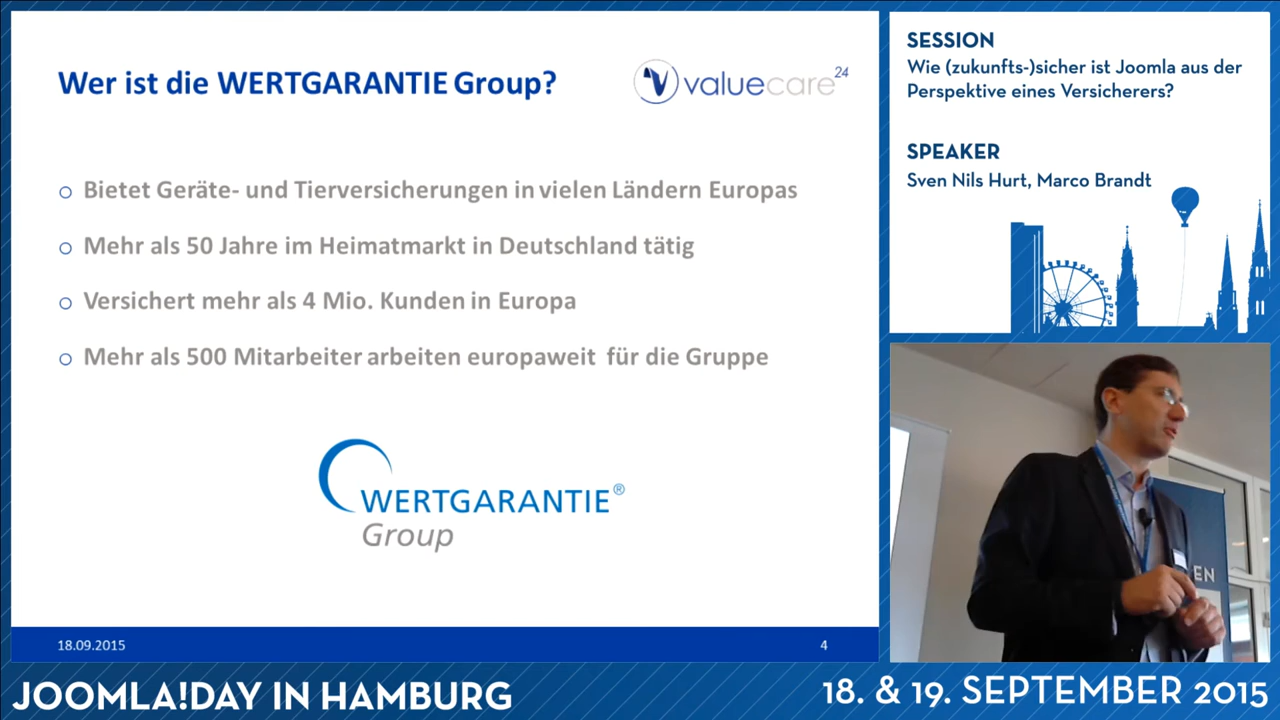 Wer ist die WERTGARANTIE Group?
valuecare24
o Bietet Geräte- und Tierversicherungen in vielen Ländern Europas
o Mehr als 50 Jahre im Heimatmarkt in Deutschland tätig
o Versichert mehr als 4 Mio. Kunden in Europa
o Mehr als 500 Mitarbeiter arbeiten europaweit für die Gruppe
WERTGARANTIE®
Group
18.09.2015
4
SESSION
Wie (zukunfts-)sicher ist Joomla aus der
Perspektive eines Versicherers?
SPEAKER
Sven Nils Hurt, Marco Brandt
EN
JOOMLA!DAY IN HAMBURG
18. & 19. SEPTEMBER 2015